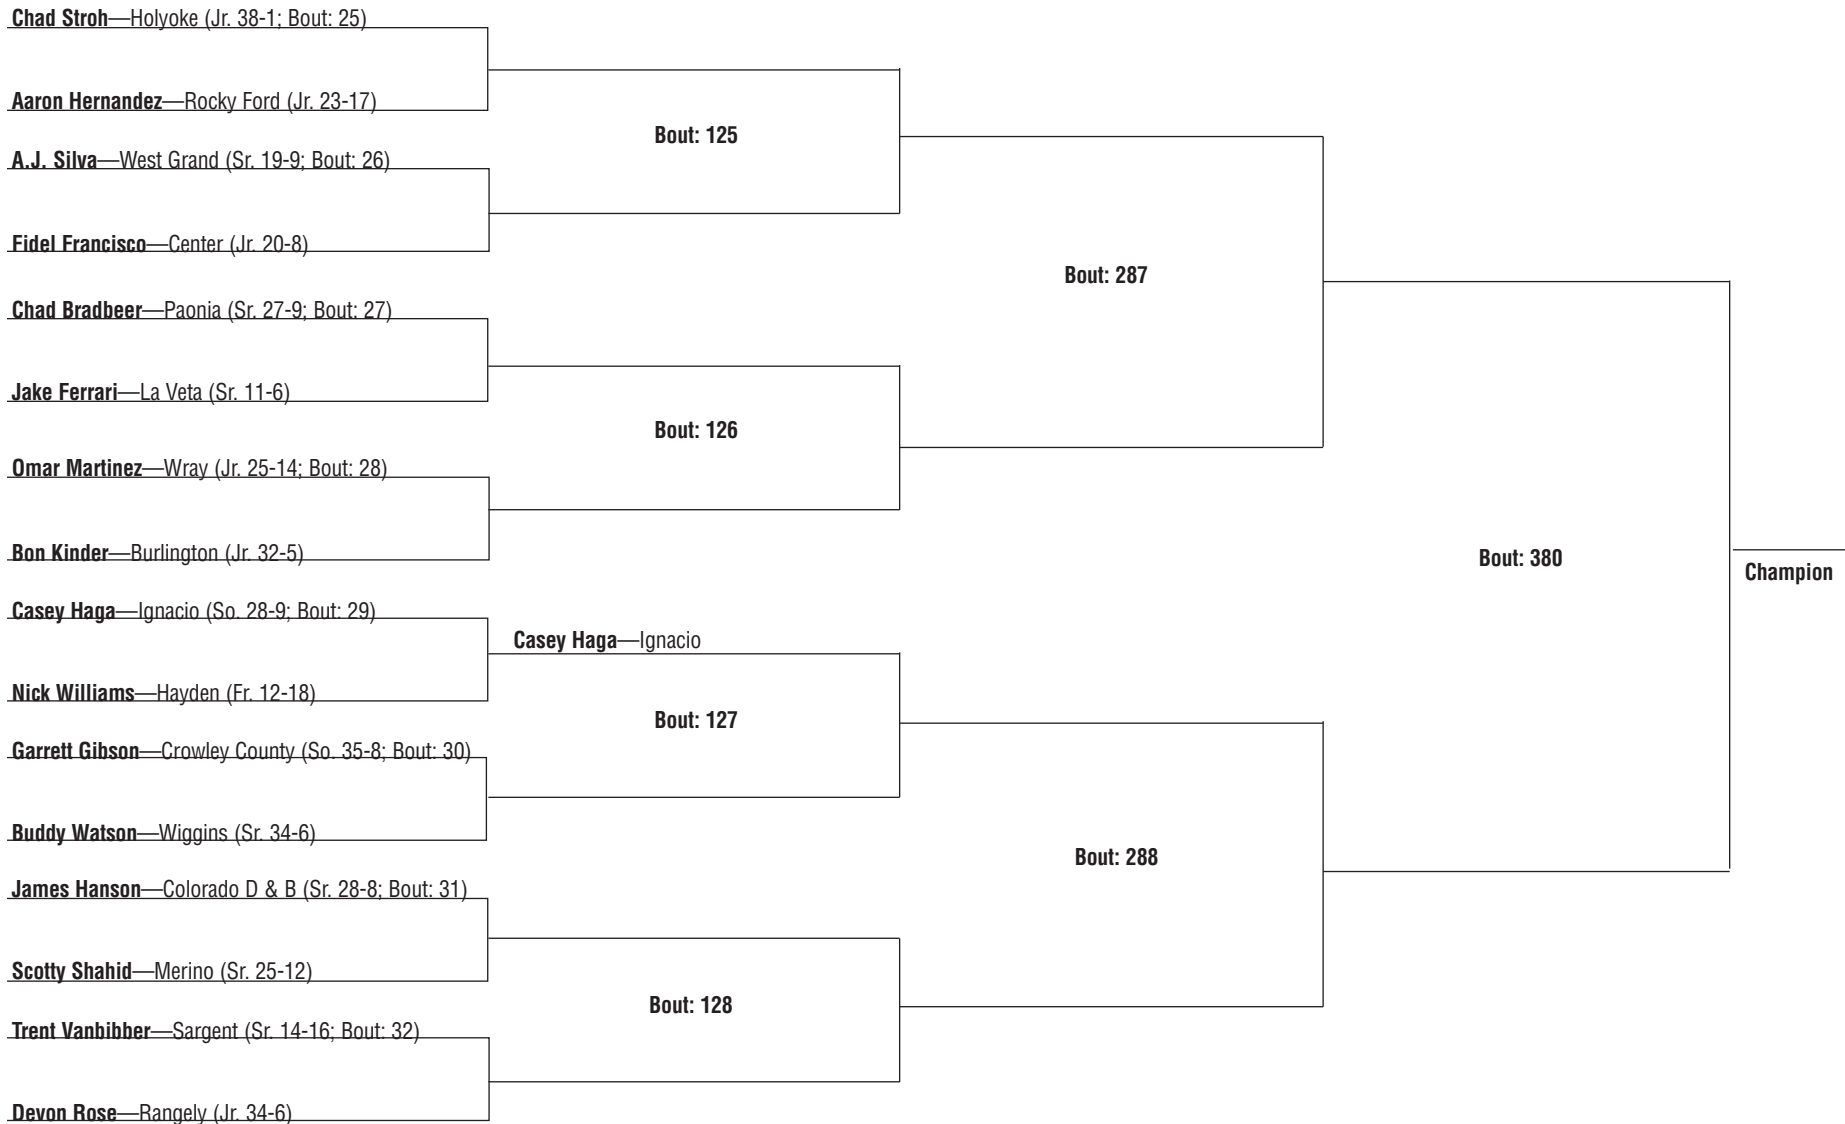 Chad Stroh—Holyoke (Jr. 38-1; Bout: 25)
Aaron Hernandez—Rocky Ford (Jr. 23-17)
Bout: 125
A.J. Silva—West Grand (Sr. 19-9; Bout: 26)
Fidel Francisco—Center (Jr. 20-8)
Bout: 287
Chad Bradbeer—Paonia (Sr. 27-9; Bout: 27)
Jake Ferrari—La Veta (Sr. 11-6)
Bout: 126
Omar Martinez—Wray (Jr. 25-14; Bout: 28)
Bon Kinder—Burlington (Jr. 32-5)
Bout: 380
Champion
Casey Haga—Ignacio (So. 28-9; Bout: 29)
Casey Haga—Ignacio
Nick Williams—Hayden (Fr. 12-18)
Bout: 127
Garrett Gibson—Crowley County (So. 35-8; Bout: 30)
Buddy Watson—Wiggins (Sr. 34-6)
Bout: 288
James Hanson—Colorado D & B (Sr. 28-8; Bout: 31)
Scotty Shahid—Merino (Sr. 25-12)
Bout: 128
Trent Vanbibber—Sargent (Sr. 14-16; Bout: 32)
Devon Rose—Rangely (Jr. 34-6)